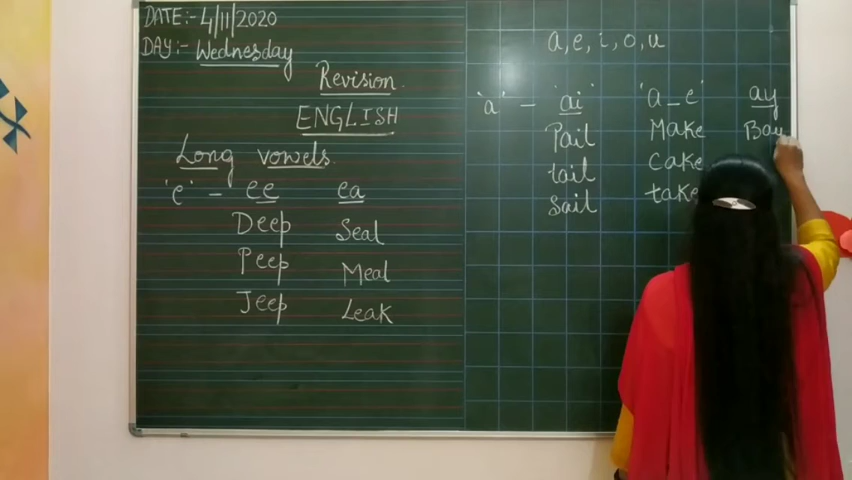 DATE:- 4/11/2020
DAY:- Wednesday
Revision
ENGLISH
Long vowels.
'e' - ee ea
Deep Seal
Peep Meal
Jeep Leak
a, e, i, o, u
'a' - 'ai' 'a_e' ay
Pail Make Bay
tail cake
sail take